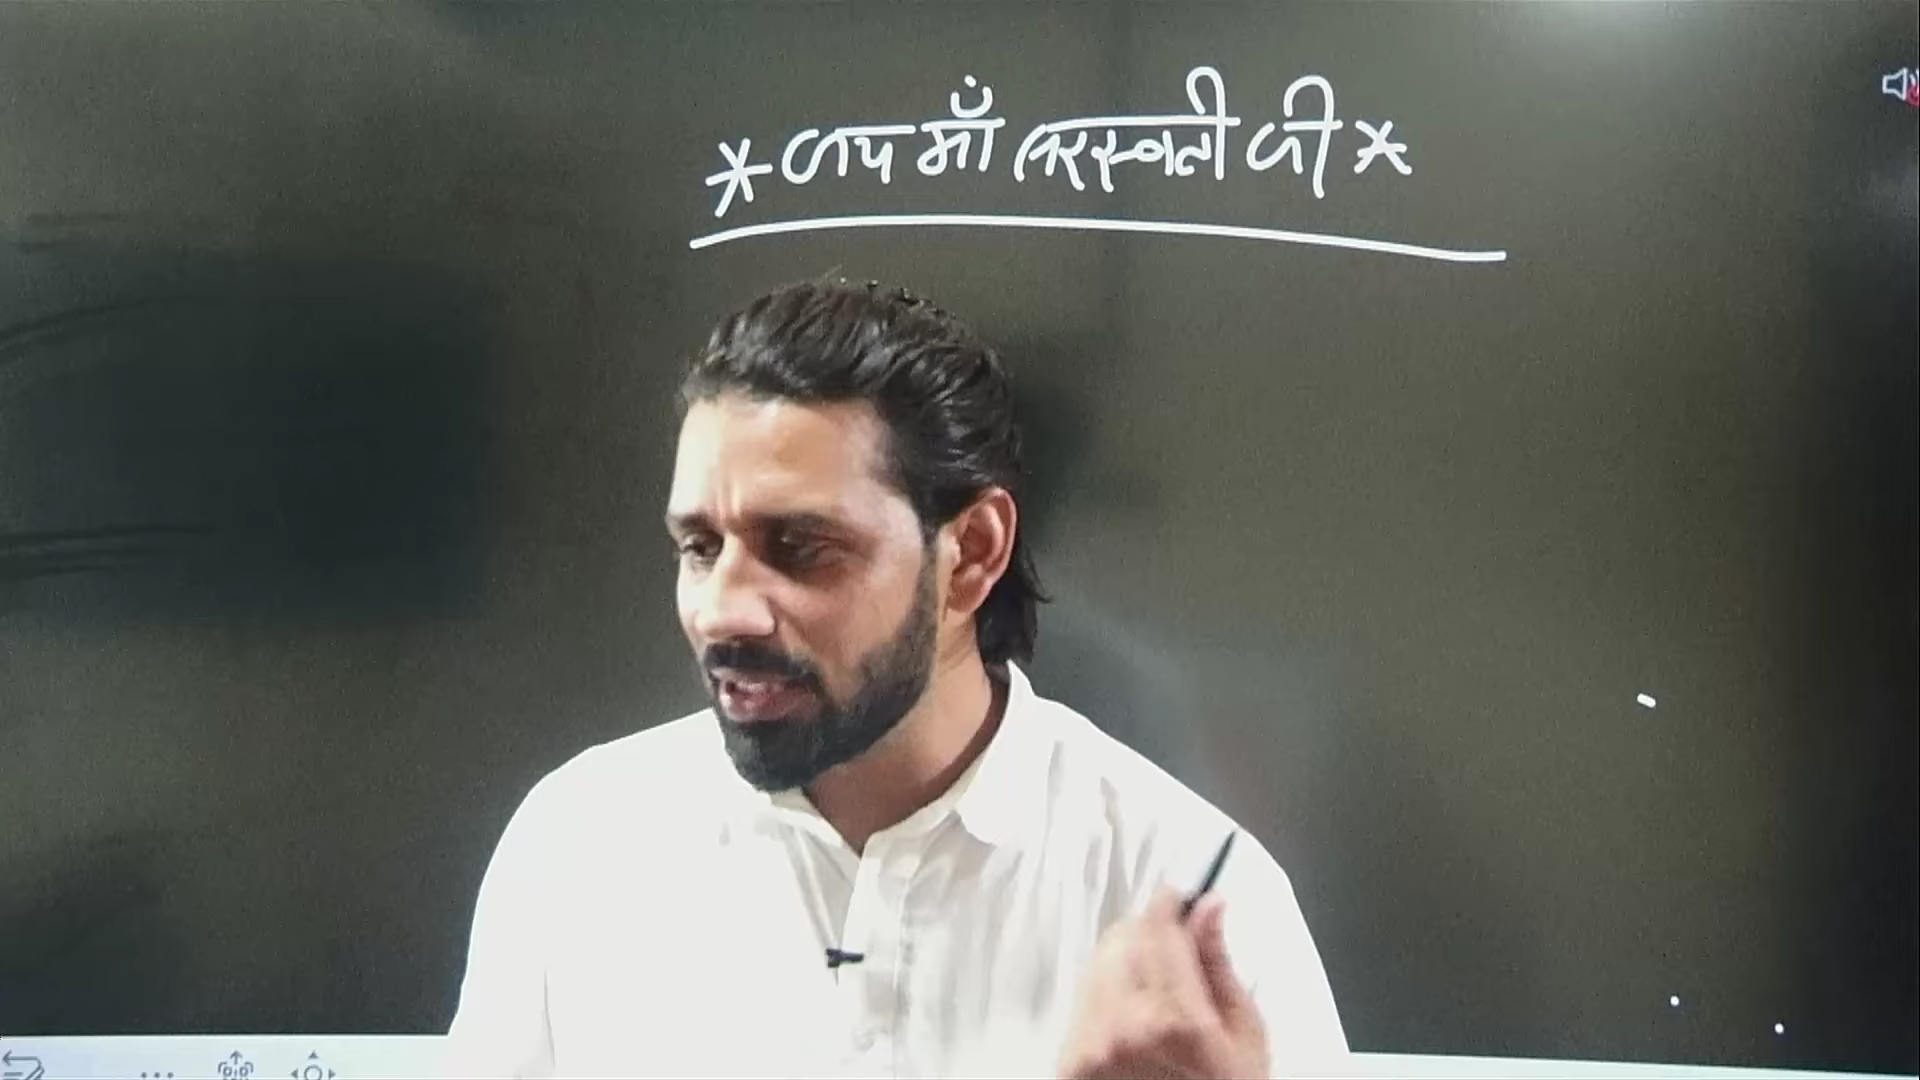 * जय माँ सरस्वती जी *